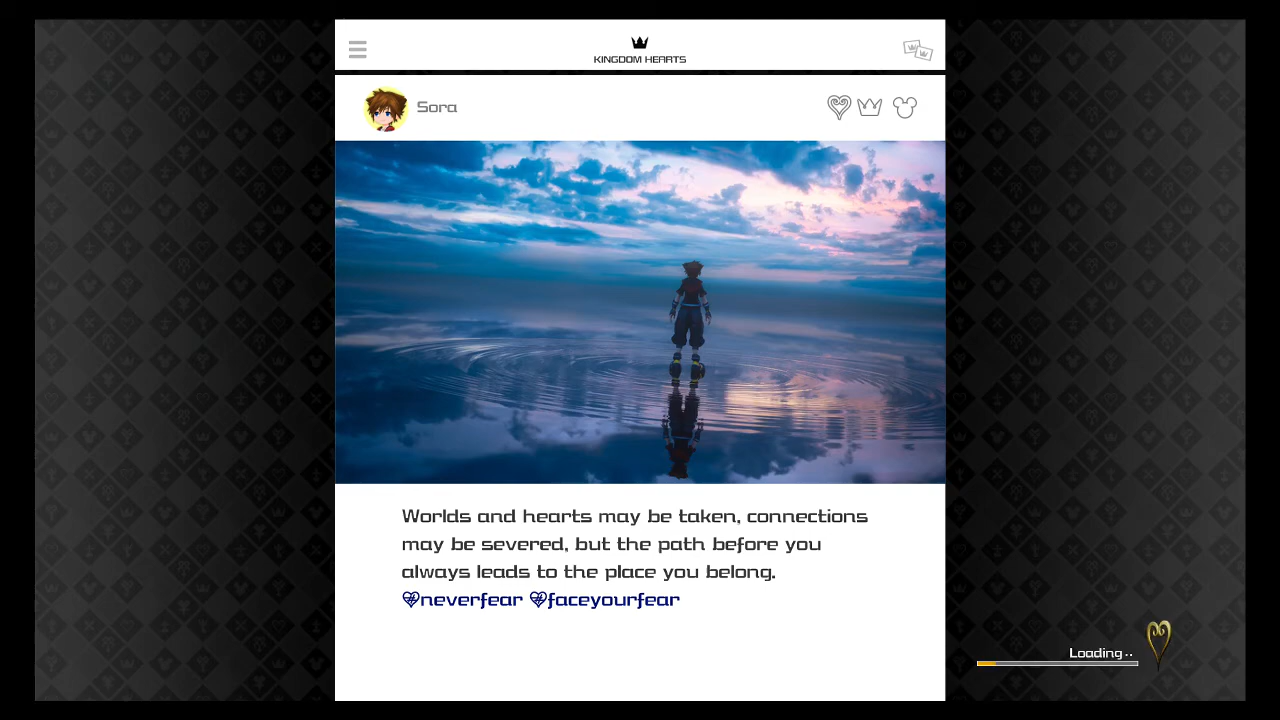 KINGDOM HEARTS
Sora
Worlds and hearts may be taken, connections
may be severed, but the path before you
always leads to the place you belong.
#neverfear #faceyourfear
Loading..